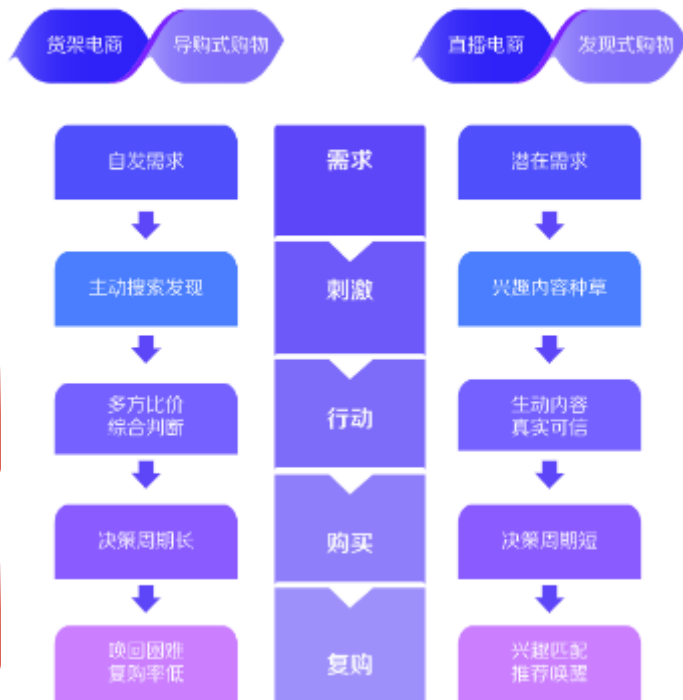 货架电商
导购式购物
直播电商
发现式购物
自发需求
需求
潜在需求
主动搜索发现
刺激
兴趣内容种草
多方比价
综合判断
行动
生动内容
真实可信
决策周期长
购买
决策周期短
唤回困难
复购率低
复购
兴趣匹配
推荐唤醒